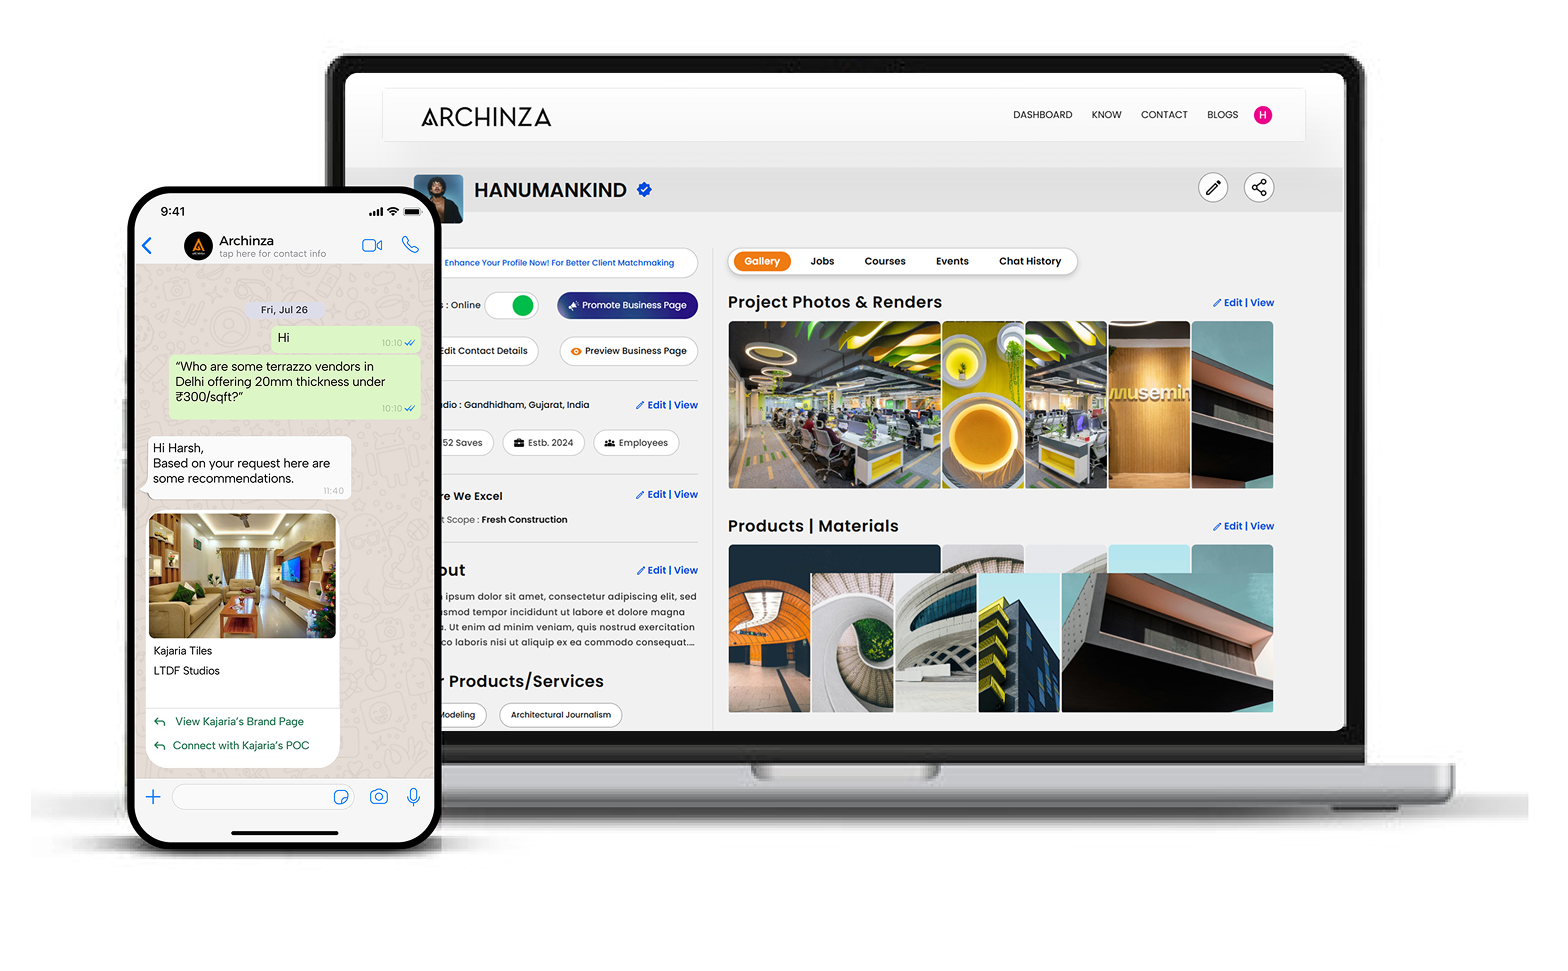 ARCHINZA
DASHBOARD KNOW CONTACT BLOGS H
HANUMANKIND
Enhance Your Profile Now! For Better Client Matchmaking
: Online
Promote Business Page
Edit Contact Details
Preview Business Page
: Gandhidham, Gujarat, India
Edit | View
52 Saves
Estb. 2024
Employees
We Excel
Edit | View
Scope : Fresh Construction
Edit | View
ipsum dolor sit amet, consectetur adipiscing elit, sed
tempor incididunt ut labore et dolore magna
Ut enim ad minim veniam, quis nostrud exercitation
laboris nisi ut aliquip ex ea commodo consequat....
Products/Services
Architectural Journalism
Gallery Jobs Courses Events Chat History
Project Photos & Renders
Edit | View
musemin
Products | Materials
Edit | View
9:41
Archinza
tap here for contact info
Fri, Jul 26
Hi
10:10
“Who are some terrazzo vendors in
Delhi offering 20mm thickness under
₹300/sqft?”
10:10
Hi Harsh,
Based on your request here are
some recommendations.
11:40
Kajaria Tiles
LTDF Studios
View Kajaria’s Brand Page
Connect with Kajaria’s POC